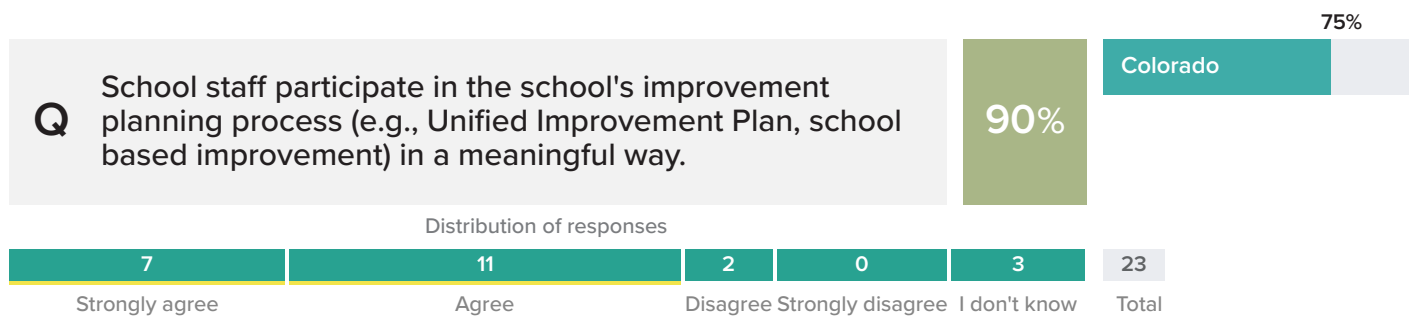 75%
Q
School staff participate in the school's improvement
planning process (e.g., Unified Improvement Plan, school
based improvement) in a meaningful way.
90%
Colorado
Distribution of responses
7 11 2 0 3 23
Strongly agree Agree Disagree Strongly disagree I don't know Total